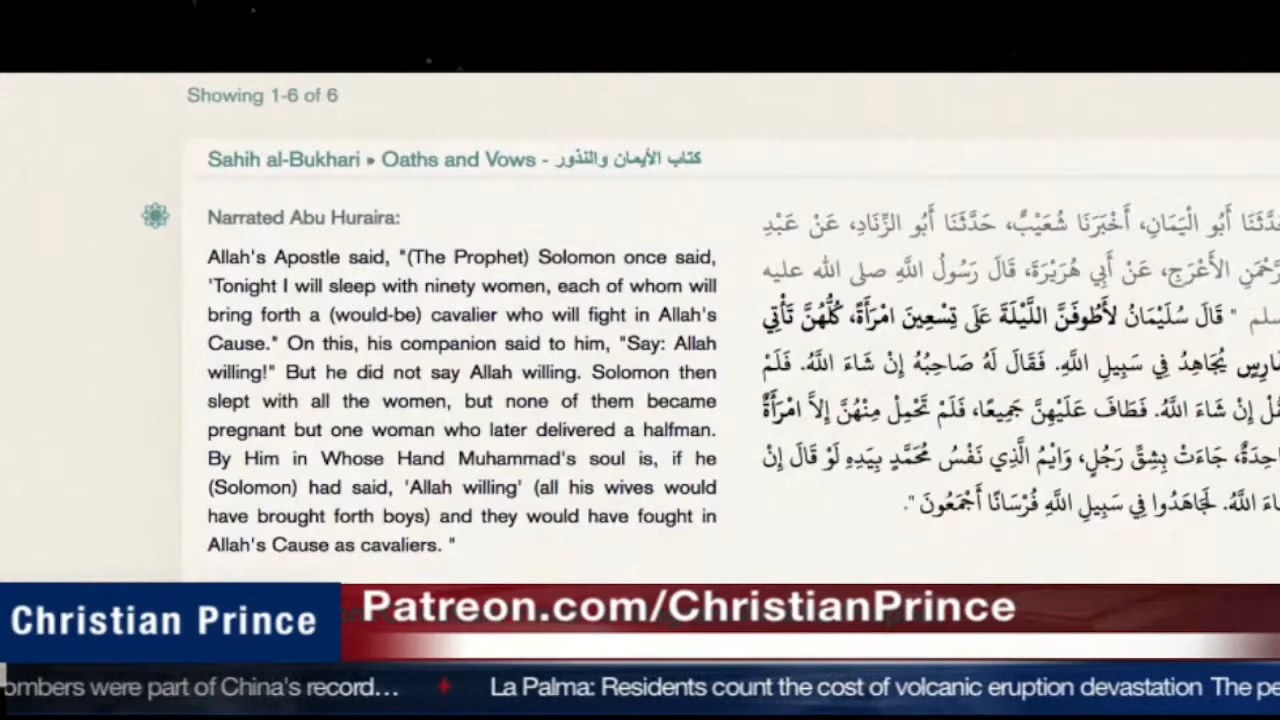 Showing 1-6 of 6
Sahih al-Bukhari » Oaths and Vows - كتاب الأيمان والنذور
Narrated Abu Huraira:
Allah's Apostle said, "(The Prophet) Solomon once said,
'Tonight I will sleep with ninety women, each of whom will
bring forth a (would-be) cavalier who will fight in Allah's
Cause." On this, his companion said to him, "Say: Allah
willing!" But he did not say Allah willing. Solomon then
slept with all the women, but none of them became
pregnant but one woman who later delivered a halfman.
By Him in Whose Hand Muhammad's soul is, if he
(Solomon) had said, 'Allah willing' (all his wives would
have brought forth boys) and they would have fought in
Allah's Cause as cavaliers. "
دَّثَنَا أَبُو الْيَمَانِ، أَخْبَرَنَا شُعَيْبٌ، حَدَّثَنَا أَبُو الزِّنَادِ، عَنْ عَبْدِ
رَّحْمَنِ الأَعْرَجِ، عَنْ أَبِي هُرَيْرَةَ، قَالَ رَسُولُ اللَّهِ صلى الله عليه
سلم " قَالَ سُلَيْمَانُ لأَطُوفَنَّ اللَّيْلَةَ عَلَى تِسْعِينَ امْرَأَةً، كُلُّهُنَّ تَأْتِي
ارِسٍ يُجَاهِدُ فِي سَبِيلِ اللَّهِ. فَقَالَ لَهُ صَاحِبُهُ إِنْ شَاءَ اللَّهُ. فَلَمْ
قُلْ إِنْ شَاءَ اللَّهُ. فَطَافَ عَلَيْهِنَّ جَمِيعًا، فَلَمْ تَحْمِلْ مِنْهُنَّ إِلاَّ امْرَأَةٌ
احِدَةٌ، جَاءَتْ بِشِقِّ رَجُلٍ، وَايْمُ الَّذِي نَفْسُ مُحَمَّدٍ بِيَدِهِ لَوْ قَالَ إِنْ
اءَ اللَّهُ. لَجَاهَدُوا فِي سَبِيلِ اللَّهِ فُرْسَانًا أَجْمَعُونَ ".
Christian Prince
Patreon.com/ChristianPrince
ombers were part of China's record... La Palma: Residents count the cost of volcanic eruption devastation The pe